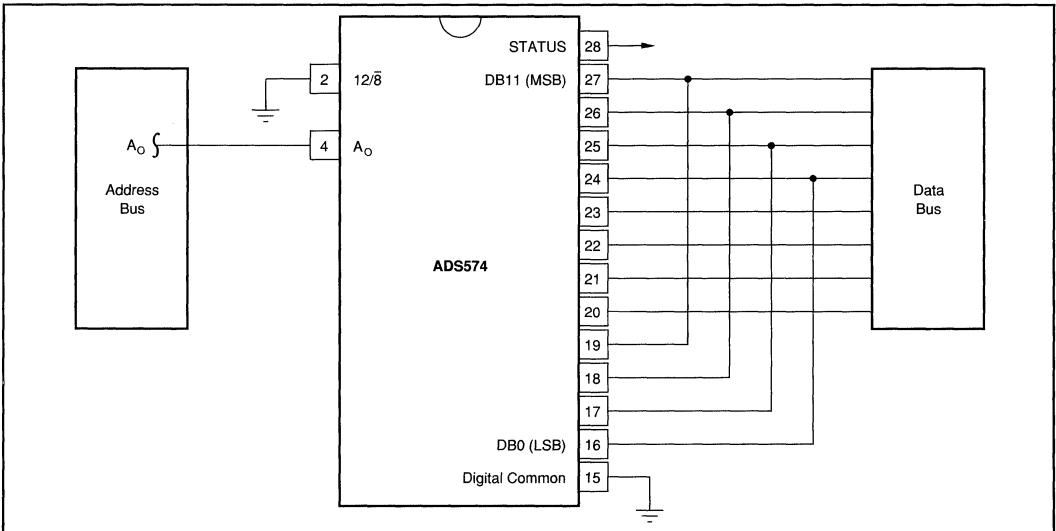 STATUS 28
2 12/8̅ DB11 (MSB) 27
26
A₀ 4 A₀ 25
Address
Bus
24
Data
Bus
23
22
ADS574
21
20
19
18
17
DB0 (LSB) 16
Digital Common 15